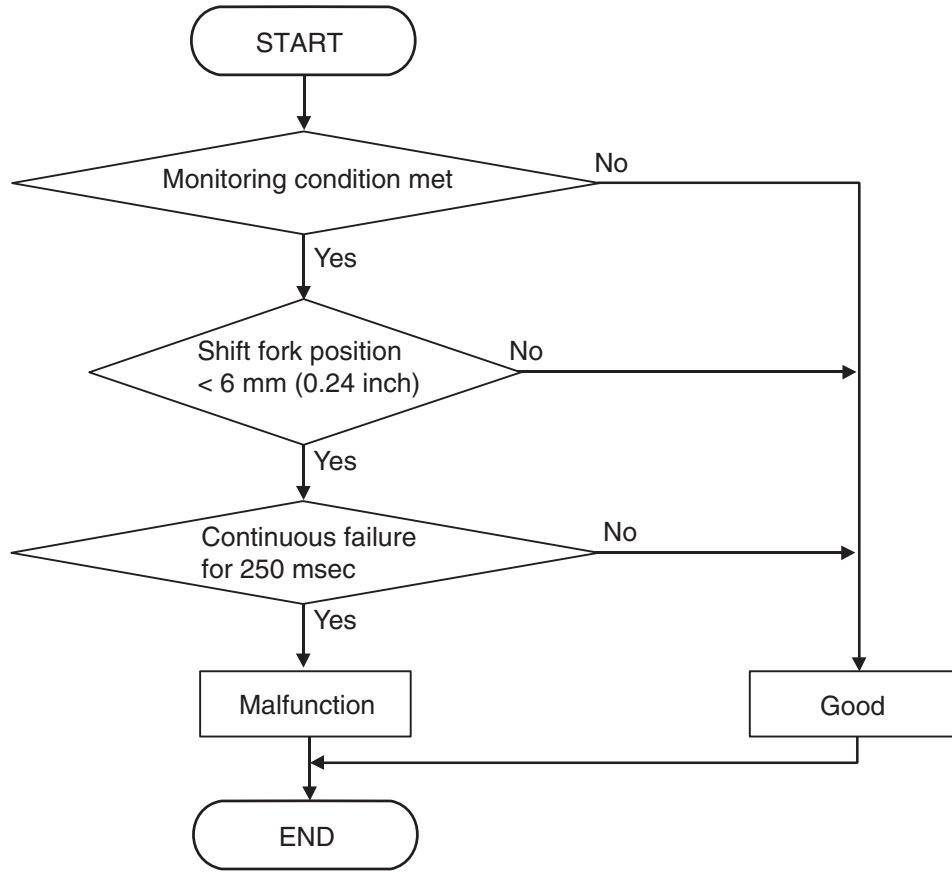 START
Monitoring condition met
No
Yes
Shift fork position
< 6 mm (0.24 inch)
No
Yes
Continuous failure
for 250 msec
No
Yes
Malfunction
Good
END